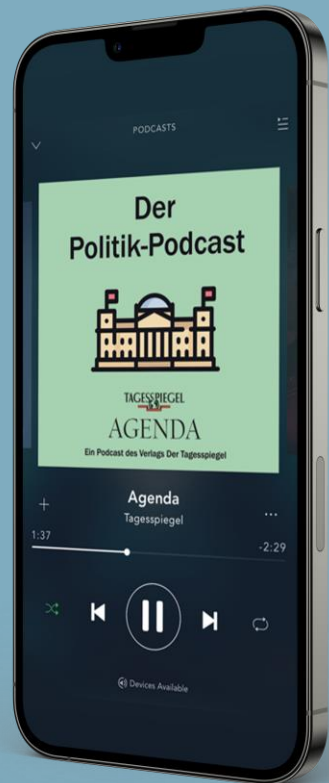 PODCASTS
Der
Politik-Podcast
TAGESSPIEGEL
AGENDA
Ein Podcast des Verlags Der Tagesspiegel
Agenda
Tagesspiegel
1:37
-2:29
Devices Available